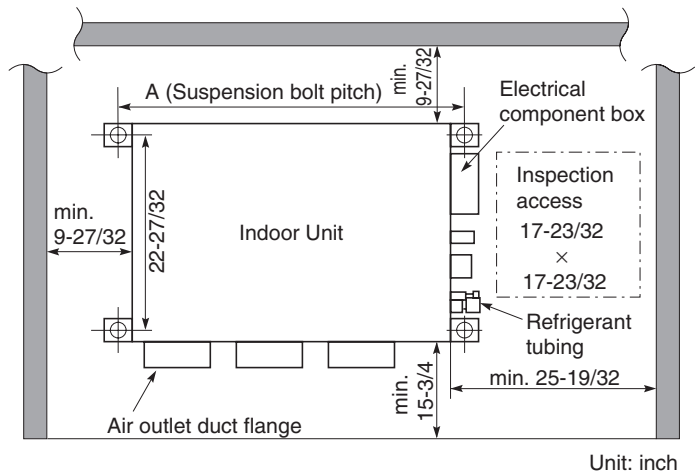 A (Suspension bolt pitch)
min.
9-27/32
Electrical
component box
Inspection
access
17-23/32
×
17-23/32
min.
9-27/32
22-27/32
Indoor Unit
Refrigerant
tubing
min.
15-3/4
min. 25-19/32
Air outlet duct flange
Unit: inch